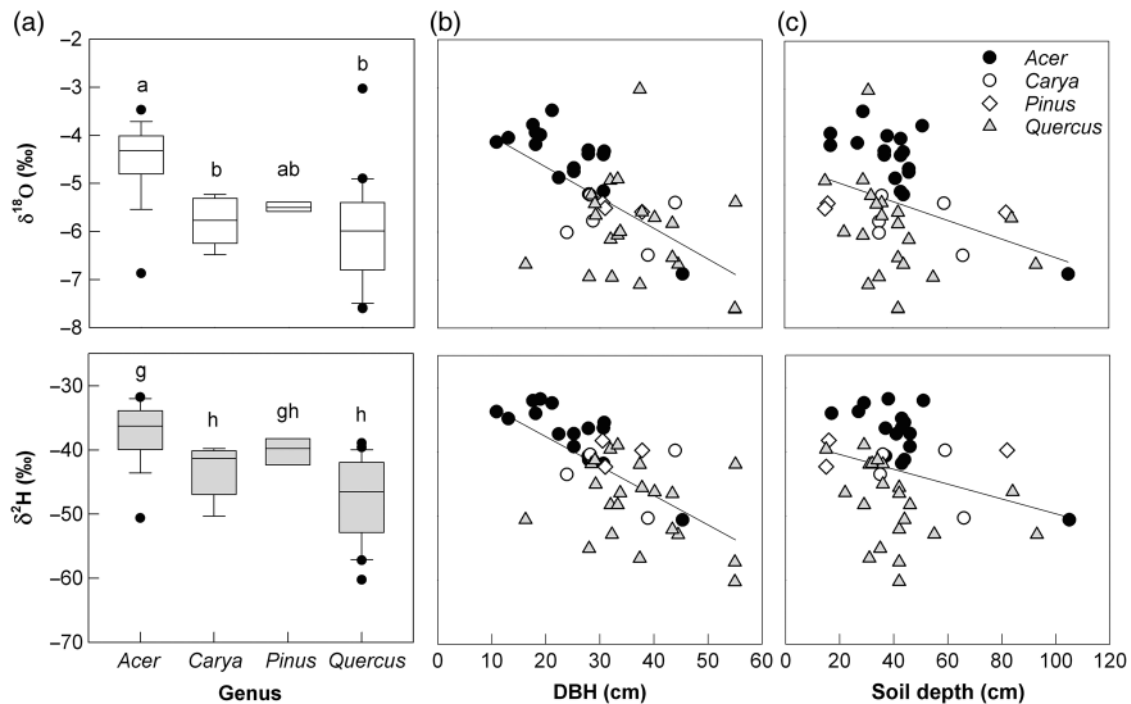 (a)
(b)
(c)
δ18O (‰)
−2
−3
−4
−5
−6
−7
−8
a
b
ab
b
Acer
Carya
Pinus
Quercus
δ2H (‰)
−30
−40
−50
−60
−70
g
h
gh
h
Acer Carya Pinus Quercus
Genus
0 10 20 30 40 50 60
DBH (cm)
0 20 40 60 80 100 120
Soil depth (cm)